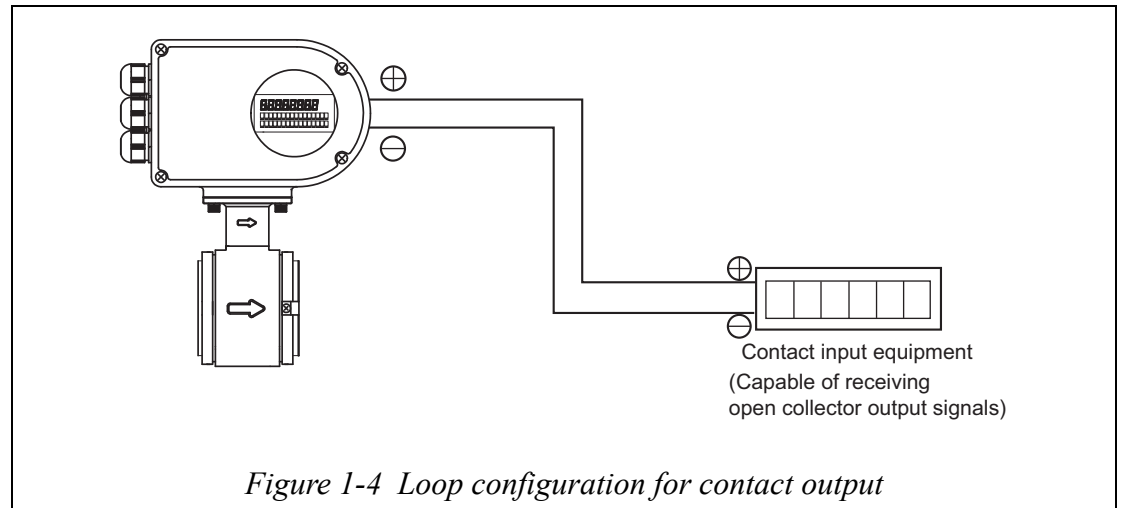 Contact input equipment
(Capable of receiving
open collector output signals)
Figure 1-4 Loop configuration for contact output